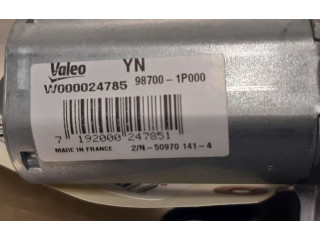 Valeo YN
W000024785 98700-1P000
7 192000 247851
MADE IN FRANCE 2/N-50970 141-4